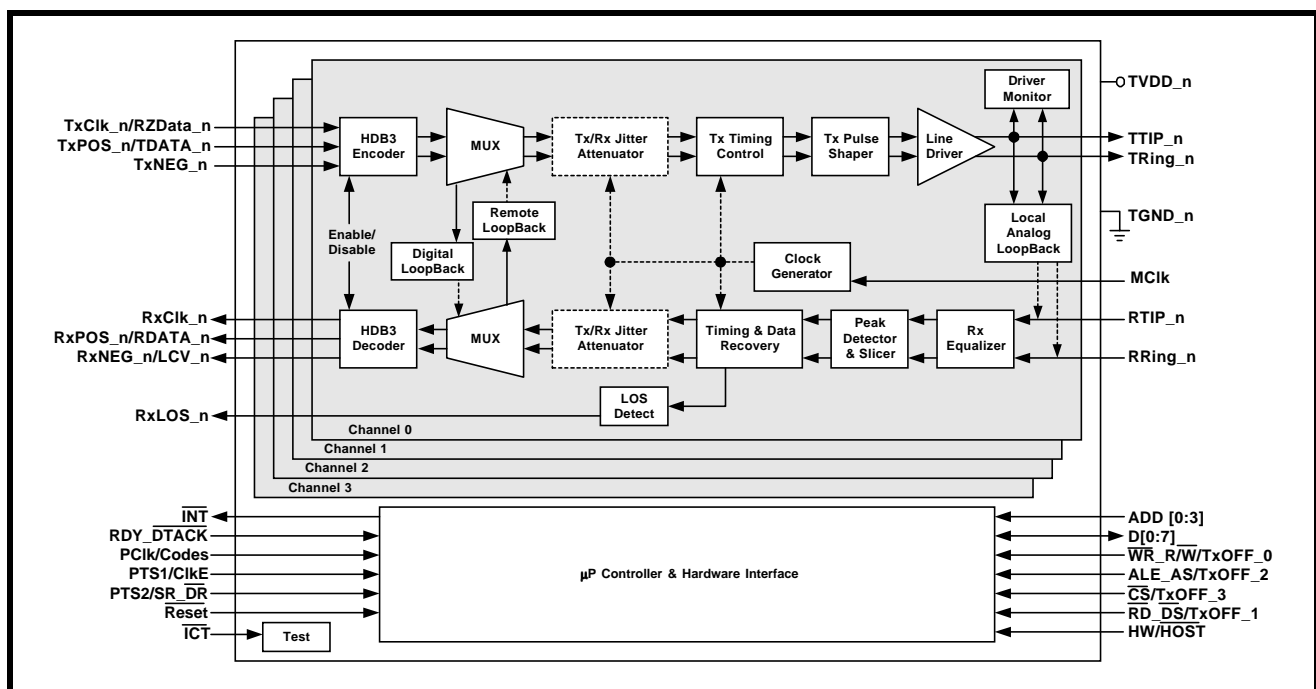 Driver
Monitor
TVDD_n
TxClk_n/RZData_n
TxPOS_n/TDATA_n
TxNEG_n
HDB3
Encoder
MUX
Tx/Rx Jitter
Attenuator
Tx Timing
Control
Tx Pulse
Shaper
Line
Driver
TTIP_n
TRing_n
Enable/
Disable
Remote
LoopBack
Digital
LoopBack
Local
Analog
LoopBack
TGND_n
Clock
Generator
MClk
RxClk_n
RxPOS_n/RDATA_n
RxNEG_n/LCV_n
HDB3
Decoder
MUX
Tx/Rx Jitter
Attenuator
Timing & Data
Recovery
Peak
Detector
& Slicer
Rx
Equalizer
RTIP_n
RRing_n
RxLOS_n
LOS
Detect
Channel 0
Channel 1
Channel 2
Channel 3
INT
RDY_DTACK
PClk/Codes
PTS1/ClkE
PTS2/SR_DR
Reset
ICT
Test
µP Controller & Hardware Interface
ADD [0:3]
D[0:7]
WR_R/W/TxOFF_0
ALE_AS/TxOFF_2
CS/TxOFF_3
RD_DS/TxOFF_1
HW/HOST